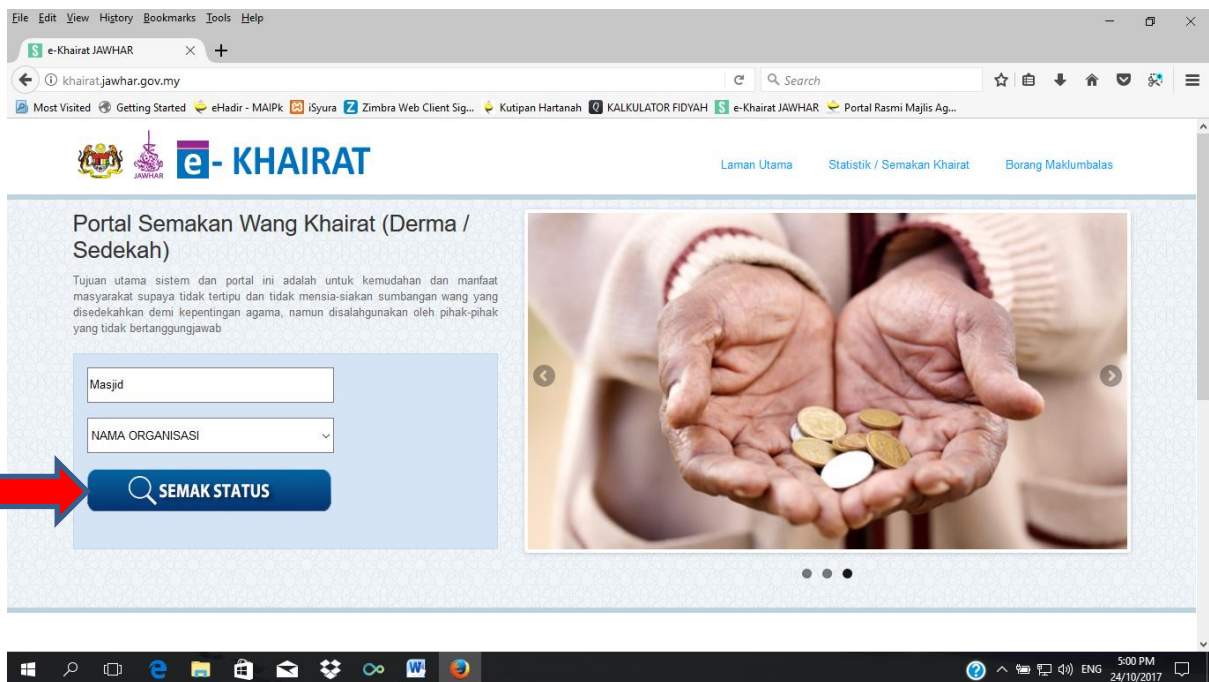 File Edit View History Bookmarks Tools Help
e-Khairat JAWHAR
khairat.jawhar.gov.my
Search
Most Visited Getting Started eHadir - MAIPk iSyura Zimbra Web Client Sig... Kutipan Hartanah KALKULATOR FIDYAH e-Khairat JAWHAR Portal Rasmi Majlis Ag...
JAWHAR
e - KHAIRAT
Laman Utama Statistik / Semakan Khairat Borang Maklumbalas
Portal Semakan Wang Khairat (Derma /
Sedekah)
Tujuan utama sistem dan portal ini adalah untuk kemudahan dan manfaat
masyarakat supaya tidak tertipu dan tidak mensia-siakan sumbangan wang yang
disedekahkan demi kepentingan agama, namun disalahgunakan oleh pihak-pihak
yang tidak bertanggungjawab
Masjid
NAMA ORGANISASI
SEMAK STATUS
ENG
5:00 PM
24/10/2017